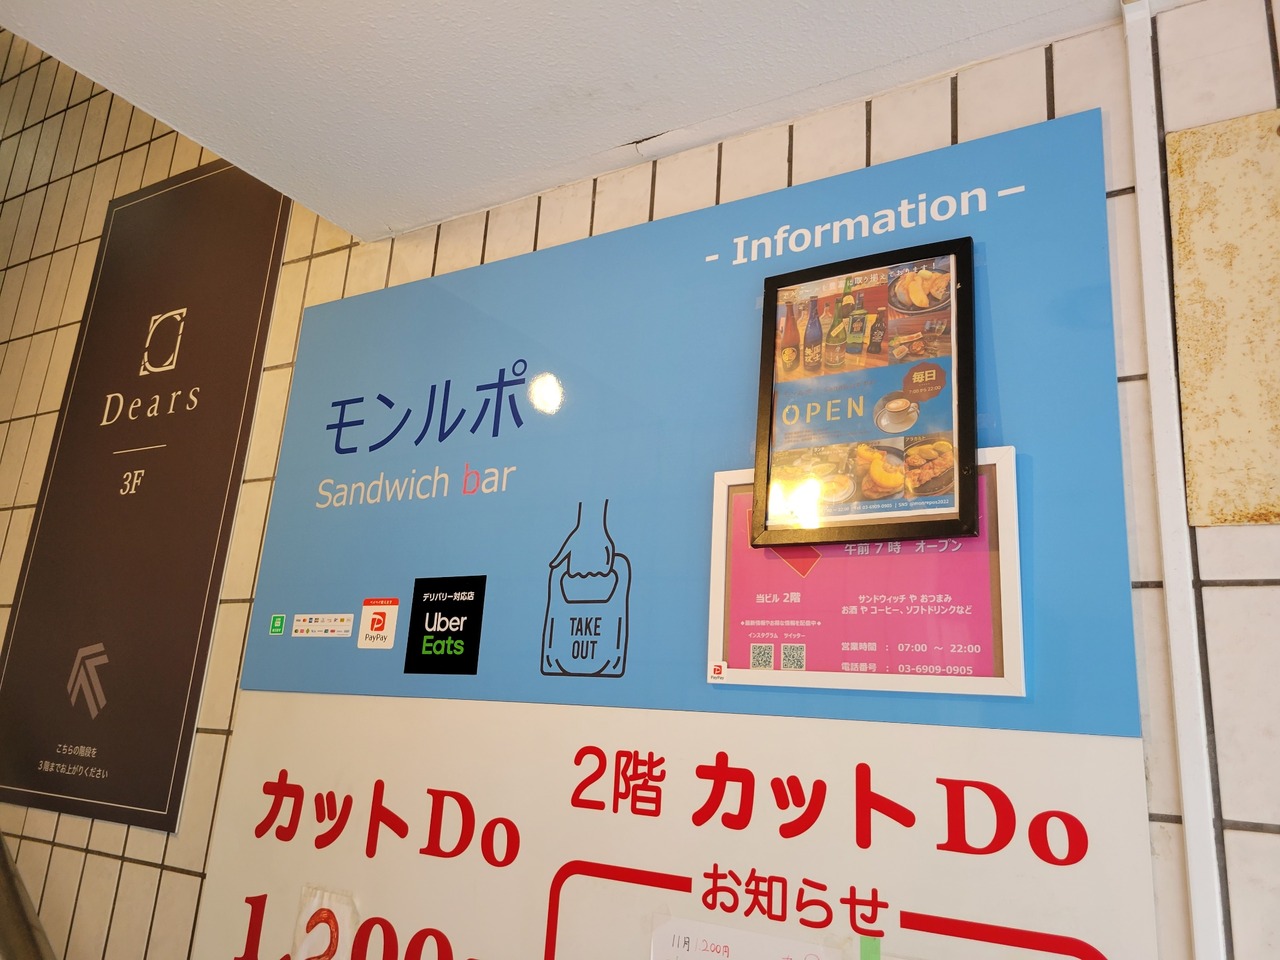 Dears
3F
こちらの階段を
3階までお上がりください
- Information -
モンルポ
Sandwich bar
PayPay
デリバリー対応店
Uber
Eats
TAKE
OUT
毎日
OPEN
午前7時 オープン
当ビル 2階
サンドウィッチ や おつまみ
お酒 や コーヒー、ソフトドリンクなど
インスタグラム
営業時間 : 07:00 ～ 22:00
電話番号 : 03-6909-0905
PayPay
カットDo
2階 カットDo
お知らせ
11月 1,200円